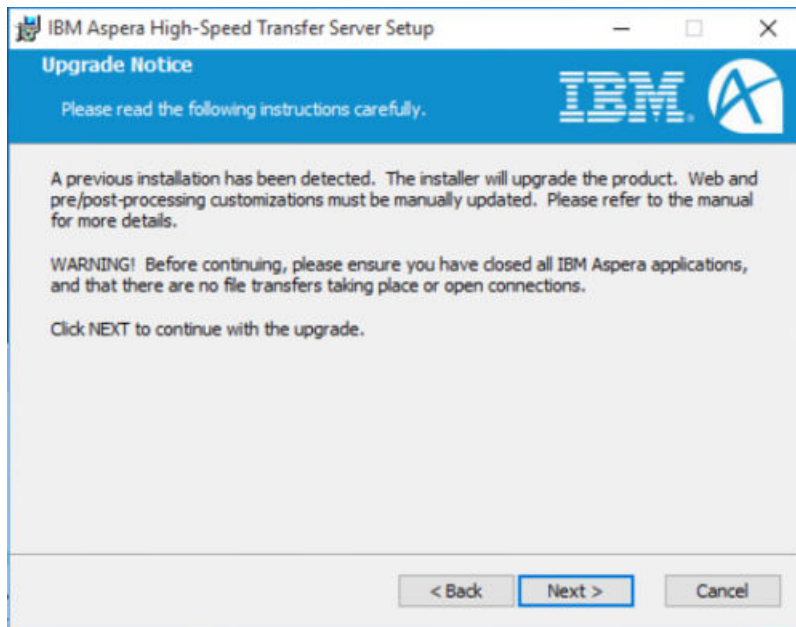 IBM Aspera High-Speed Transfer Server Setup
Upgrade Notice
Please read the following instructions carefully.
IBM.
A previous installation has been detected. The installer will upgrade the product. Web and
pre/post-processing customizations must be manually updated. Please refer to the manual
for more details.
WARNING! Before continuing, please ensure you have closed all IBM Aspera applications,
and that there are no file transfers taking place or open connections.
Click NEXT to continue with the upgrade.
< Back Next > Cancel